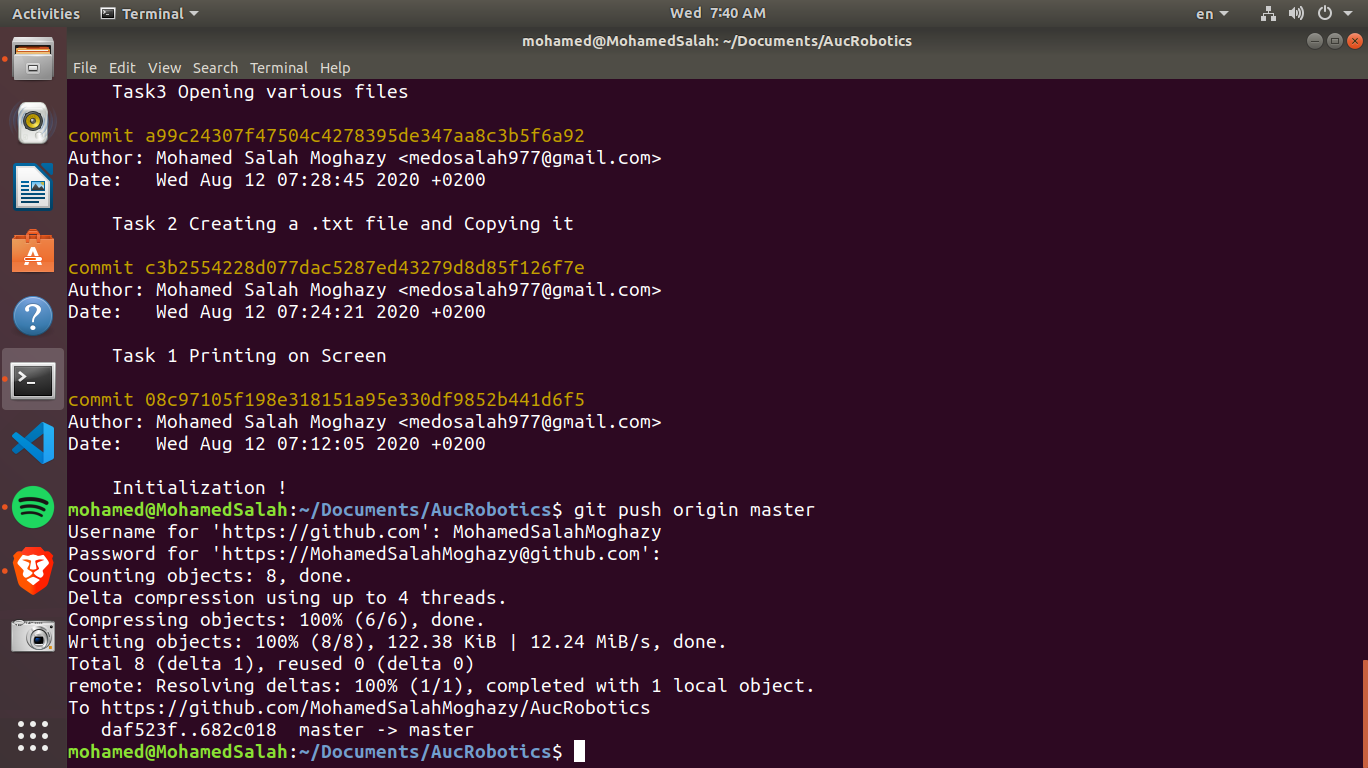 Activities Terminal Wed 7:40 AM en
mohamed@MohamedSalah: ~/Documents/AucRobotics
File Edit View Search Terminal Help
Task3 Opening various files
commit a99c24307f47504c4278395de347aa8c3b5f6a92
Author: Mohamed Salah Moghazy <medosalah977@gmail.com>
Date:   Wed Aug 12 07:28:45 2020 +0200
Task 2 Creating a .txt file and Copying it
commit c3b2554228d077dac5287ed43279d8d85f126f7e
Author: Mohamed Salah Moghazy <medosalah977@gmail.com>
Date:   Wed Aug 12 07:24:21 2020 +0200
Task 1 Printing on Screen
commit 08c97105f198e318151a95e330df9852b441d6f5
Author: Mohamed Salah Moghazy <medosalah977@gmail.com>
Date:   Wed Aug 12 07:12:05 2020 +0200
Initialization !
mohamed@MohamedSalah:~/Documents/AucRobotics$ git push origin master
Username for 'https://github.com': MohamedSalahMoghazy
Password for 'https://MohamedSalahMoghazy@github.com':
Counting objects: 8, done.
Delta compression using up to 4 threads.
Compressing objects: 100% (6/6), done.
Writing objects: 100% (8/8), 122.38 KiB | 12.24 MiB/s, done.
Total 8 (delta 1), reused 0 (delta 0)
remote: Resolving deltas: 100% (1/1), completed with 1 local object.
To https://github.com/MohamedSalahMoghazy/AucRobotics
daf523f..682c018  master -> master
mohamed@MohamedSalah:~/Documents/AucRobotics$